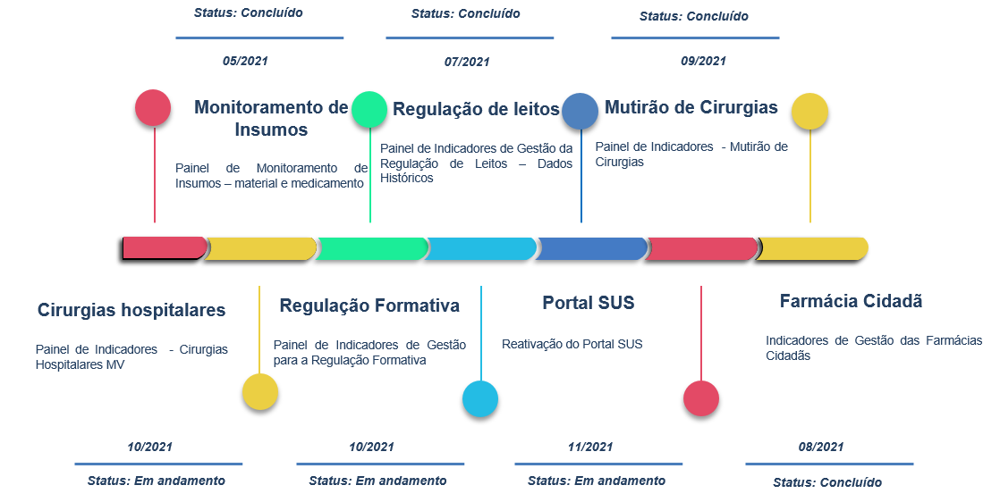 Status: Concluído
Status: Concluído
Status: Concluído
05/2021
07/2021
09/2021
Monitoramento de
Insumos
Regulação de leitos
Mutirão de Cirurgias
Painel de Monitoramento de
Insumos – material e medicamento
Painel de Indicadores de Gestão da
Regulação de Leitos – Dados
Históricos
Painel de Indicadores - Mutirão de
Cirurgias
Cirurgias hospitalares
Regulação Formativa
Portal SUS
Farmácia Cidadã
Painel de Indicadores - Cirurgias
Hospitalares MV
Painel de Indicadores de Gestão
para a Regulação Formativa
Reativação do Portal SUS
Indicadores de Gestão das Farmácias
Cidadãs
10/2021
10/2021
11/2021
08/2021
Status: Em andamento
Status: Em andamento
Status: Em andamento
Status: Concluído